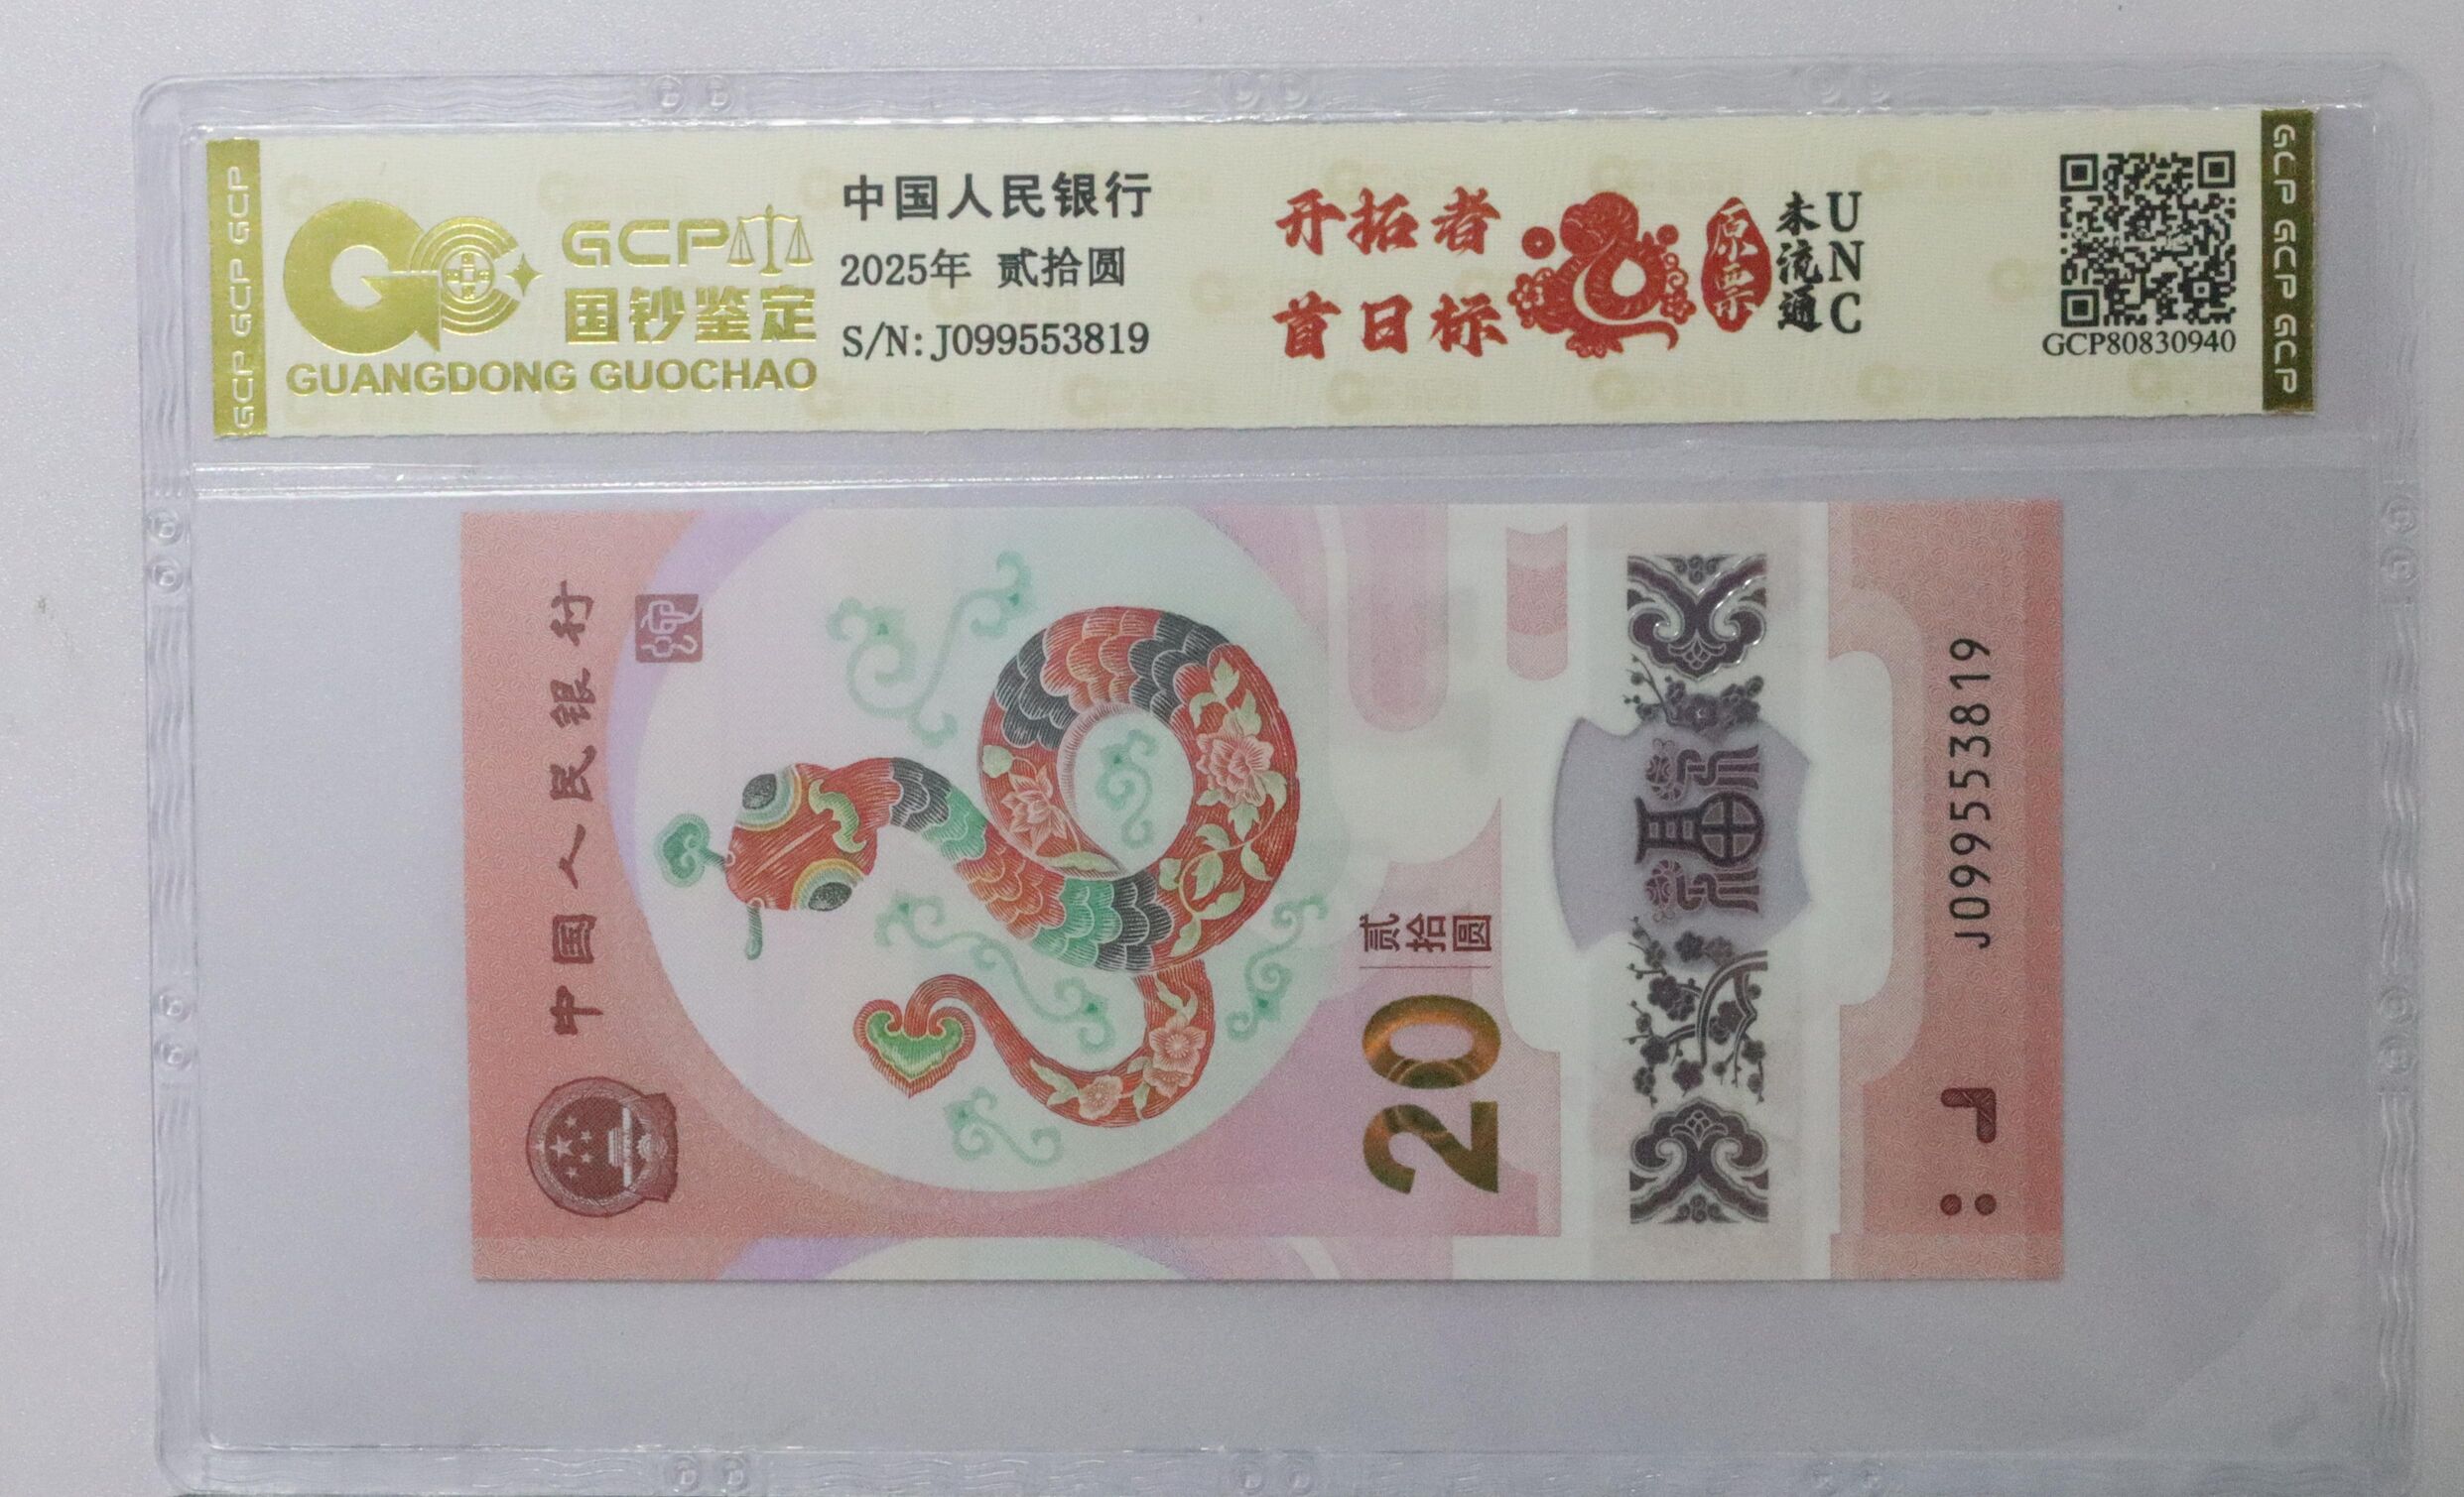 GCP GCP GCP
GCP
国钞鉴定
GUANGDONG GUOCHAO
中国人民银行
2025年 贰拾圆
S/N:J099553819
开拓者
首日标
原票
未流通
UNC
GCP80830940
GCP GCP GCP
中国人民银行
蛇
贰拾圆
20
福
J099553819